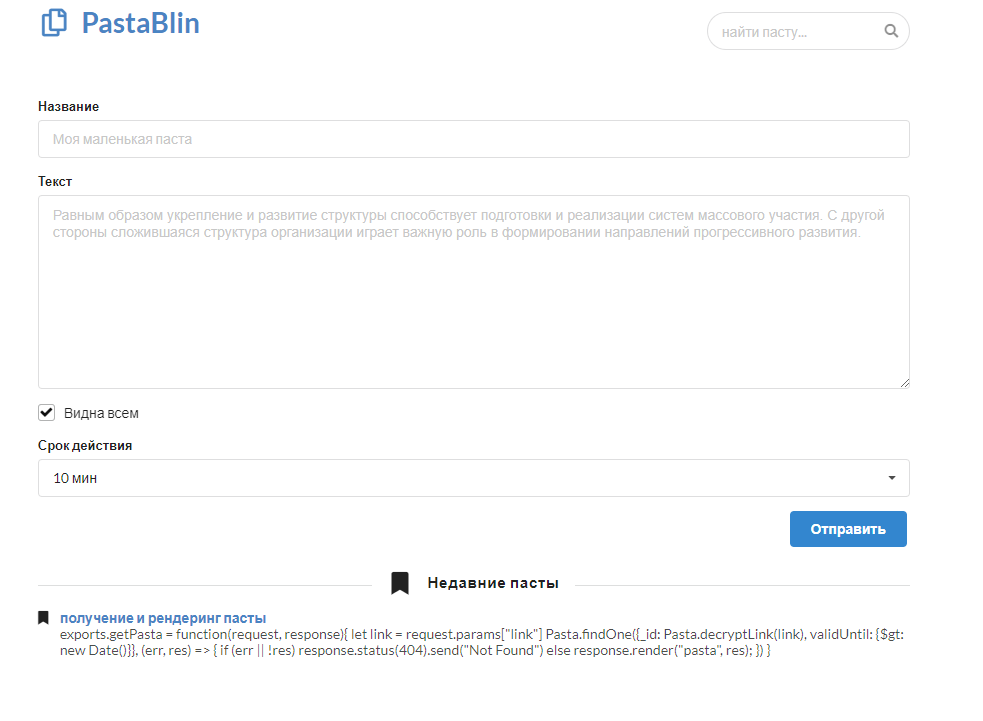 PastaBlin
найти пасту...
Название
Моя маленькая паста
Текст
Равным образом укрепление и развитие структуры способствует подготовки и реализации систем массового участия. С другой
стороны сложившаяся структура организации играет важную роль в формировании направлений прогрессивного развития.
Видна всем
Срок действия
10 мин
Отправить
Недавние пасты
получение и рендеринг пасты
exports.getPasta = function(request, response){ let link = request.params["link"] Pasta.findOne({_id: Pasta.decryptLink(link), validUntil: {$gt:
new Date()}}, (err, res) => { if (err || !res) response.status(404).send("Not Found") else response.render("pasta", res); }) }